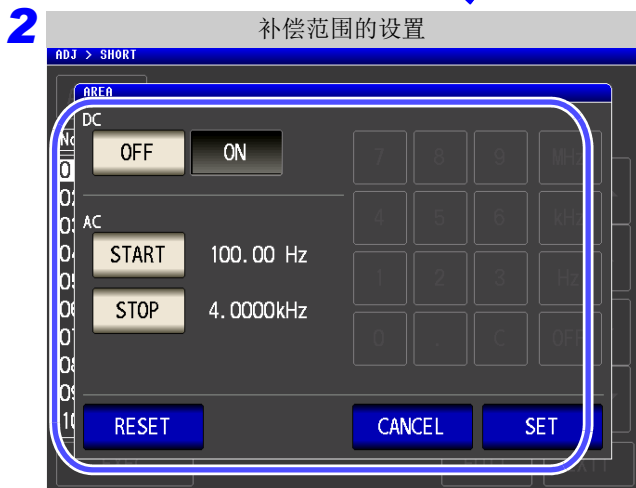 2
补偿范围的设置
ADJ > SHORT
AREA
DC
OFF ON
7 8 9 MHz
AC
4 5 6 kHz
START 100.00 Hz
1 2 3 Hz
STOP 4.0000kHz
0 . C OFF
RESET CANCEL SET
EXIT